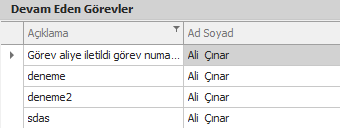 Devam Eden Görevler
Açıklama Ad Soyad
Görev aliye iletildi görev numa... Ali Çınar
deneme Ali Çınar
deneme2 Ali Çınar
sdas Ali Çınar